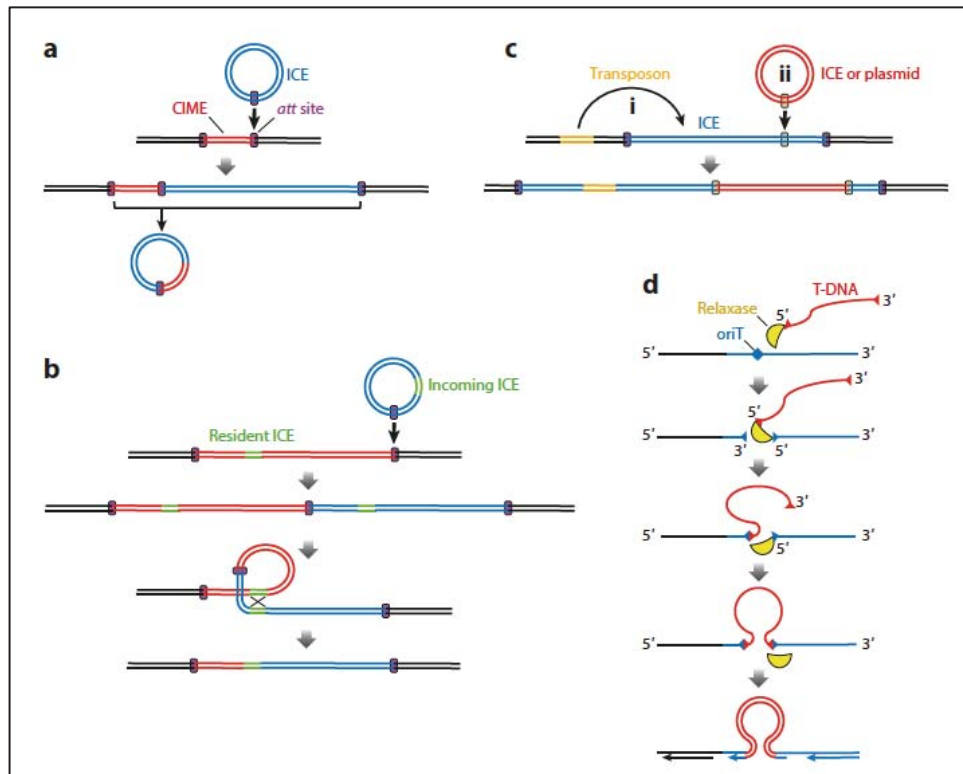 a
ICE
CIME
att site
b
Incoming ICE
Resident ICE
c
Transposon
i
ii
ICE or plasmid
ICE
d
T-DNA
Relaxase
5′
3′
oriT
5′
3′
3′
5′
5′
3′
5′
3′
3′
5′
5′
3′
5′
3′